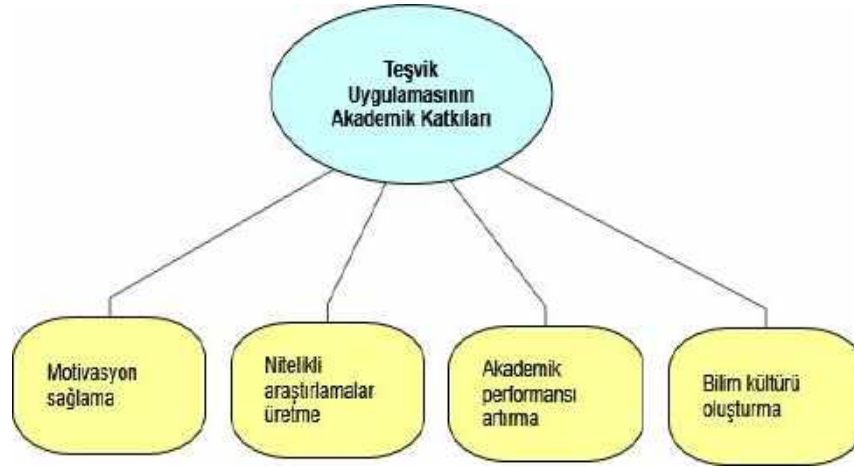 Teşvik
Uygulamasının
Akademik Katkıları
Motivasyon
sağlama
Nitelikli
araştırlamalar
üretme
Akademik
performansı
artırma
Bilim kültürü
oluşturma